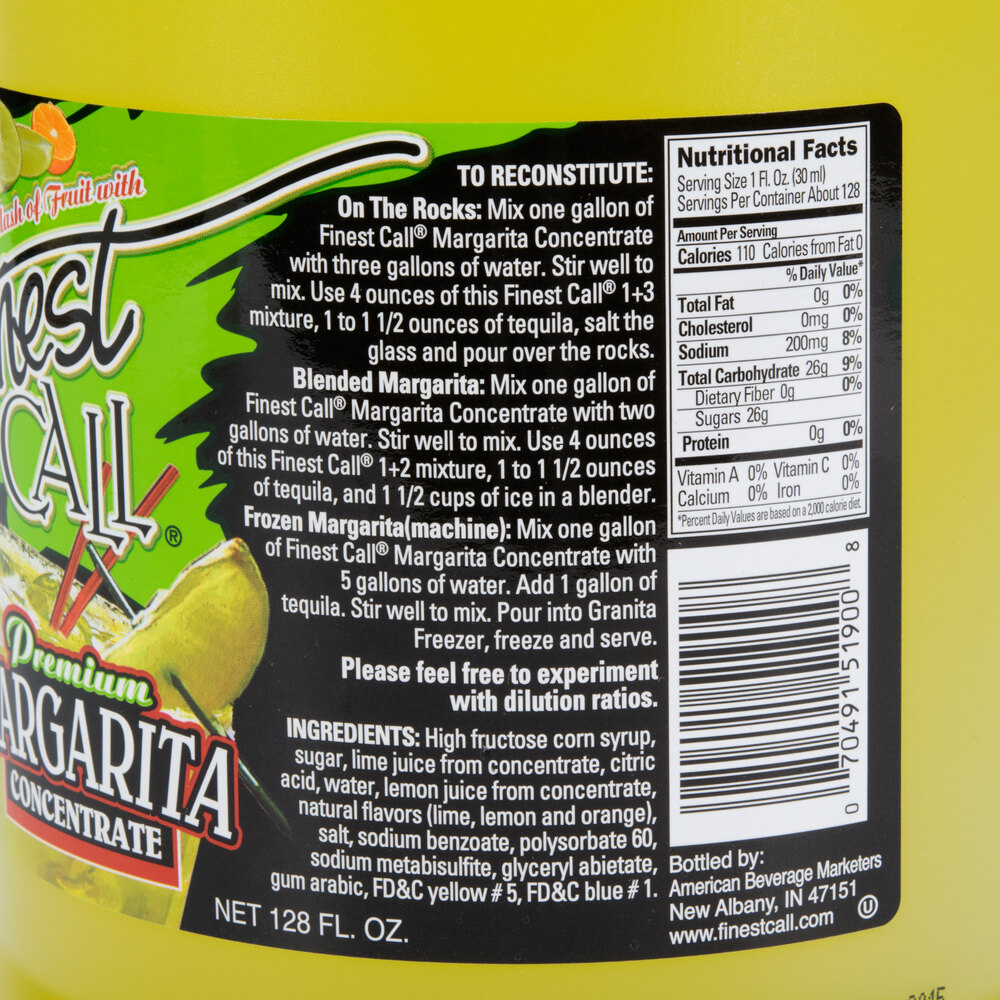 of Fruit with
CALL®
Premium
CONCENTRATE
TO RECONSTITUTE:
On The Rocks: Mix one gallon of
Finest Call® Margarita Concentrate
with three gallons of water. Stir well to
mix. Use 4 ounces of this Finest Call® 1+3
mixture, 1 to 1 1/2 ounces of tequila, salt the
glass and pour over the rocks.
Blended Margarita: Mix one gallon of
Finest Call® Margarita Concentrate with two
gallons of water. Stir well to mix. Use 4 ounces
of this Finest Call® 1+2 mixture, 1 to 1 1/2 ounces
of tequila, and 1 1/2 cups of ice in a blender.
Frozen Margarita(machine): Mix one gallon
of Finest Call® Margarita Concentrate with
5 gallons of water. Add 1 gallon of
tequila. Stir well to mix. Pour into Granita
Freezer, freeze and serve.
Please feel free to experiment
with dilution ratios.
INGREDIENTS: High fructose corn syrup,
sugar, lime juice from concentrate, citric
acid, water, lemon juice from concentrate,
natural flavors (lime, lemon and orange),
salt, sodium benzoate, polysorbate 60,
sodium metabisulfite, glyceryl abietate,
gum arabic, FD&C yellow # 5, FD&C blue # 1.
NET 128 FL. OZ.
Nutritional Facts
Serving Size 1 Fl. Oz. (30 ml)
Servings Per Container About 128
Amount Per Serving
Calories 110 Calories from Fat 0
% Daily Value*
Total Fat 0g 0%
Cholesterol 0mg 0%
Sodium 200mg 8%
Total Carbohydrate 26g 9%
Dietary Fiber 0g 0%
Sugars 26g
Protein 0g 0%
Vitamin A 0% Vitamin C 0%
Calcium 0% Iron 0%
*Percent Daily Values are based on a 2,000 calorie diet.
0 70491 51900 8
Bottled by:
American Beverage Marketers
New Albany, IN 47151
www.finestcall.com U